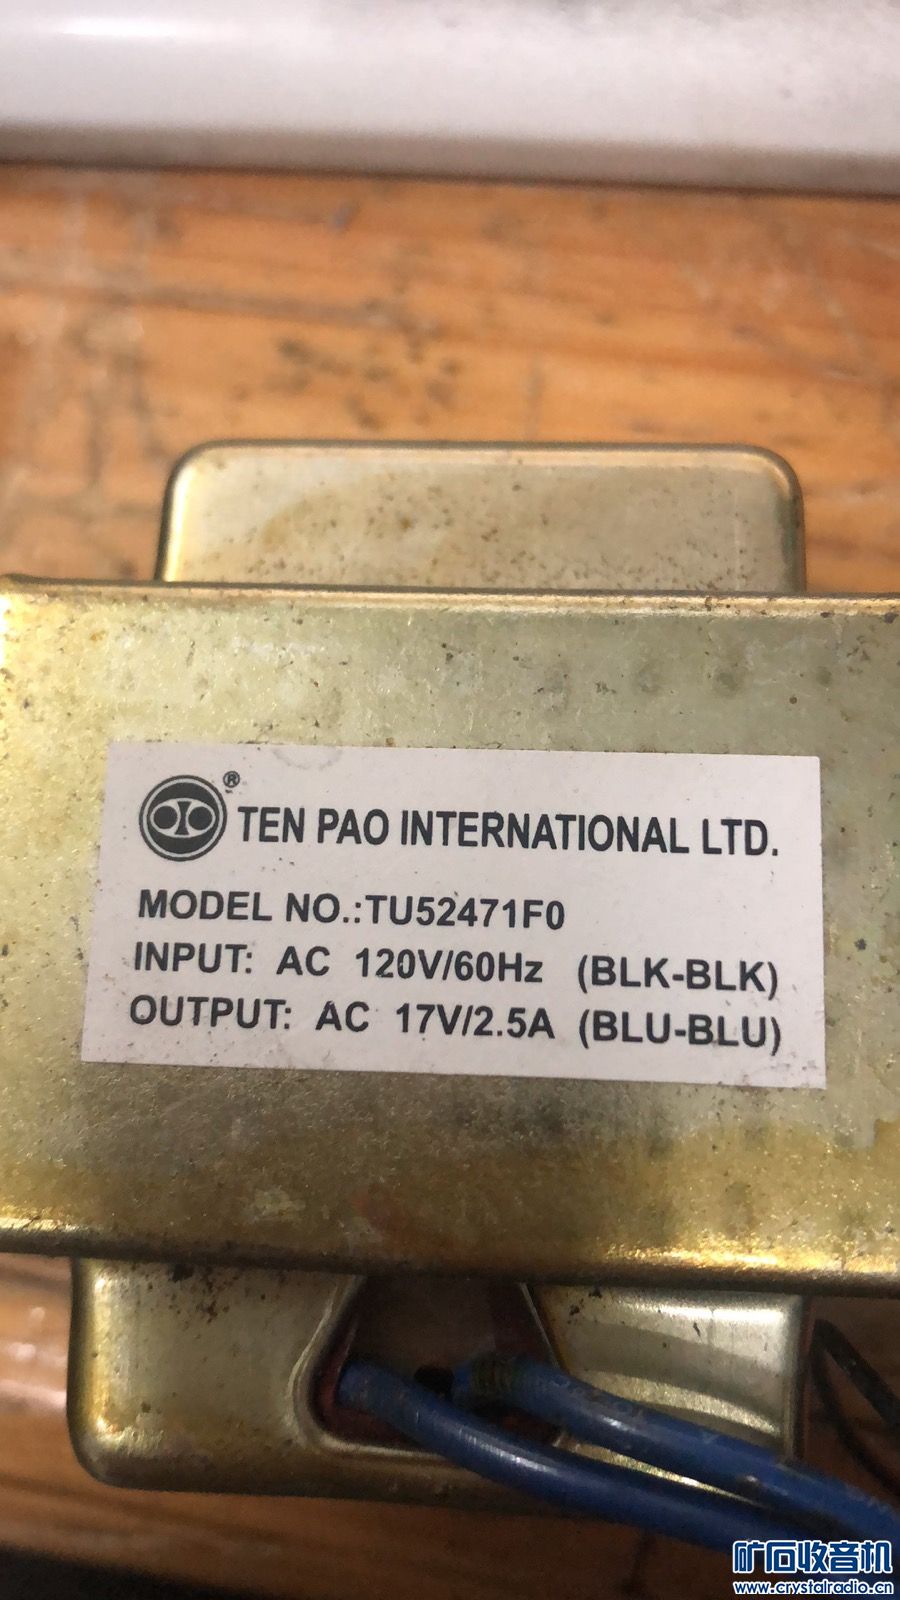 ® TEN PAO INTERNATIONAL LTD.
MODEL NO.:TU52471F0
INPUT: AC 120V/60Hz (BLK-BLK)
OUTPUT: AC 17V/2.5A (BLU-BLU)
矿石收音机
www.crystalradio.cn